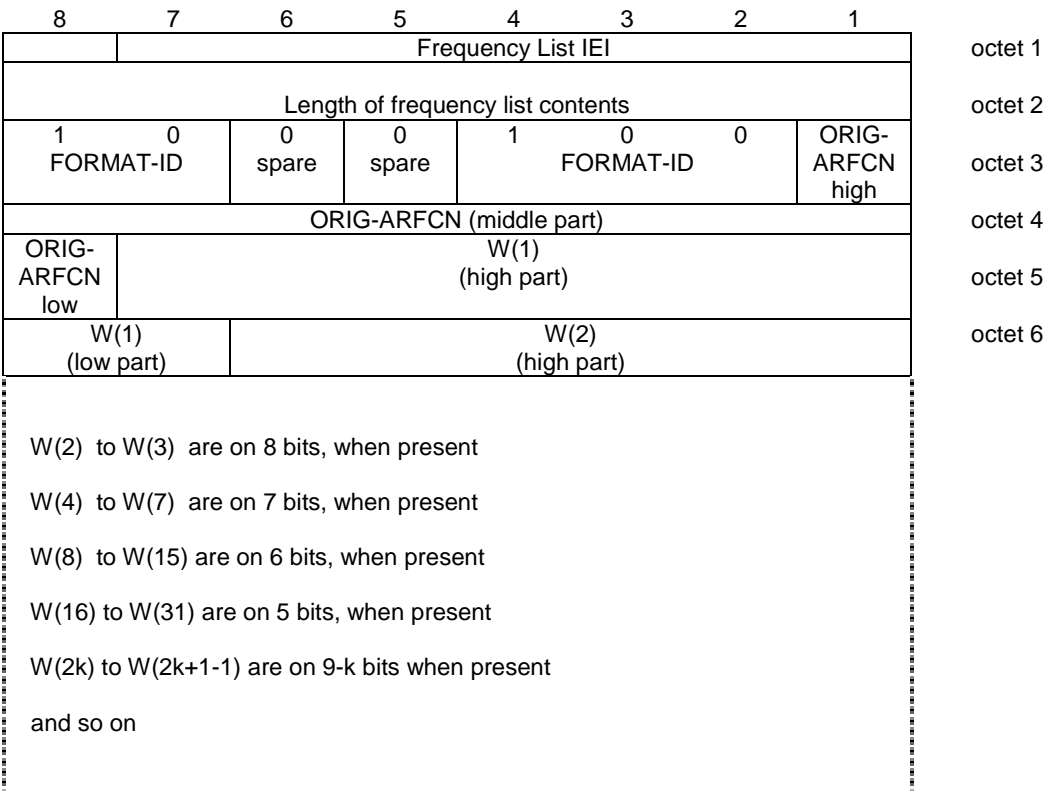 8 7 6 5 4 3 2 1
Frequency List IEI octet 1
Length of frequency list contents octet 2
1 0 0 0 1 0 0 ORIG-
FORMAT-ID spare spare FORMAT-ID ARFCN octet 3
high
ORIG-ARFCN (middle part) octet 4
ORIG- W(1)
ARFCN (high part) octet 5
low
W(1) W(2) octet 6
(low part) (high part)
W(2) to W(3) are on 8 bits, when present
W(4) to W(7) are on 7 bits, when present
W(8) to W(15) are on 6 bits, when present
W(16) to W(31) are on 5 bits, when present
W(2k) to W(2k+1-1) are on 9-k bits when present
and so on